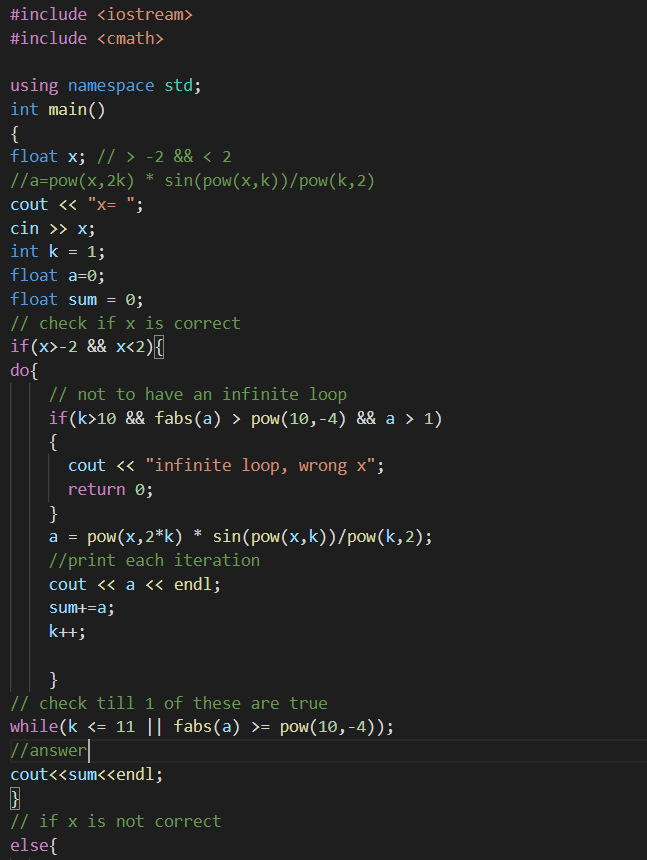 #include <iostream>
#include <cmath>
using namespace std;
int main()
{
float x; // > -2 && < 2
//a=pow(x,2k) * sin(pow(x,k))/pow(k,2)
cout << "x= ";
cin >> x;
int k = 1;
float a=0;
float sum = 0;
// check if x is correct
if(x>-2 && x<2){
do{
// not to have an infinite loop
if(k>10 && fabs(a) > pow(10,-4) && a > 1)
{
cout << "infinite loop, wrong x";
return 0;
}
a = pow(x,2*k) * sin(pow(x,k))/pow(k,2);
//print each iteration
cout << a << endl;
sum+=a;
k++;
}
// check till 1 of these are true
while(k <= 11 || fabs(a) >= pow(10,-4));
//answer
cout<<sum<<endl;
}
// if x is not correct
else{